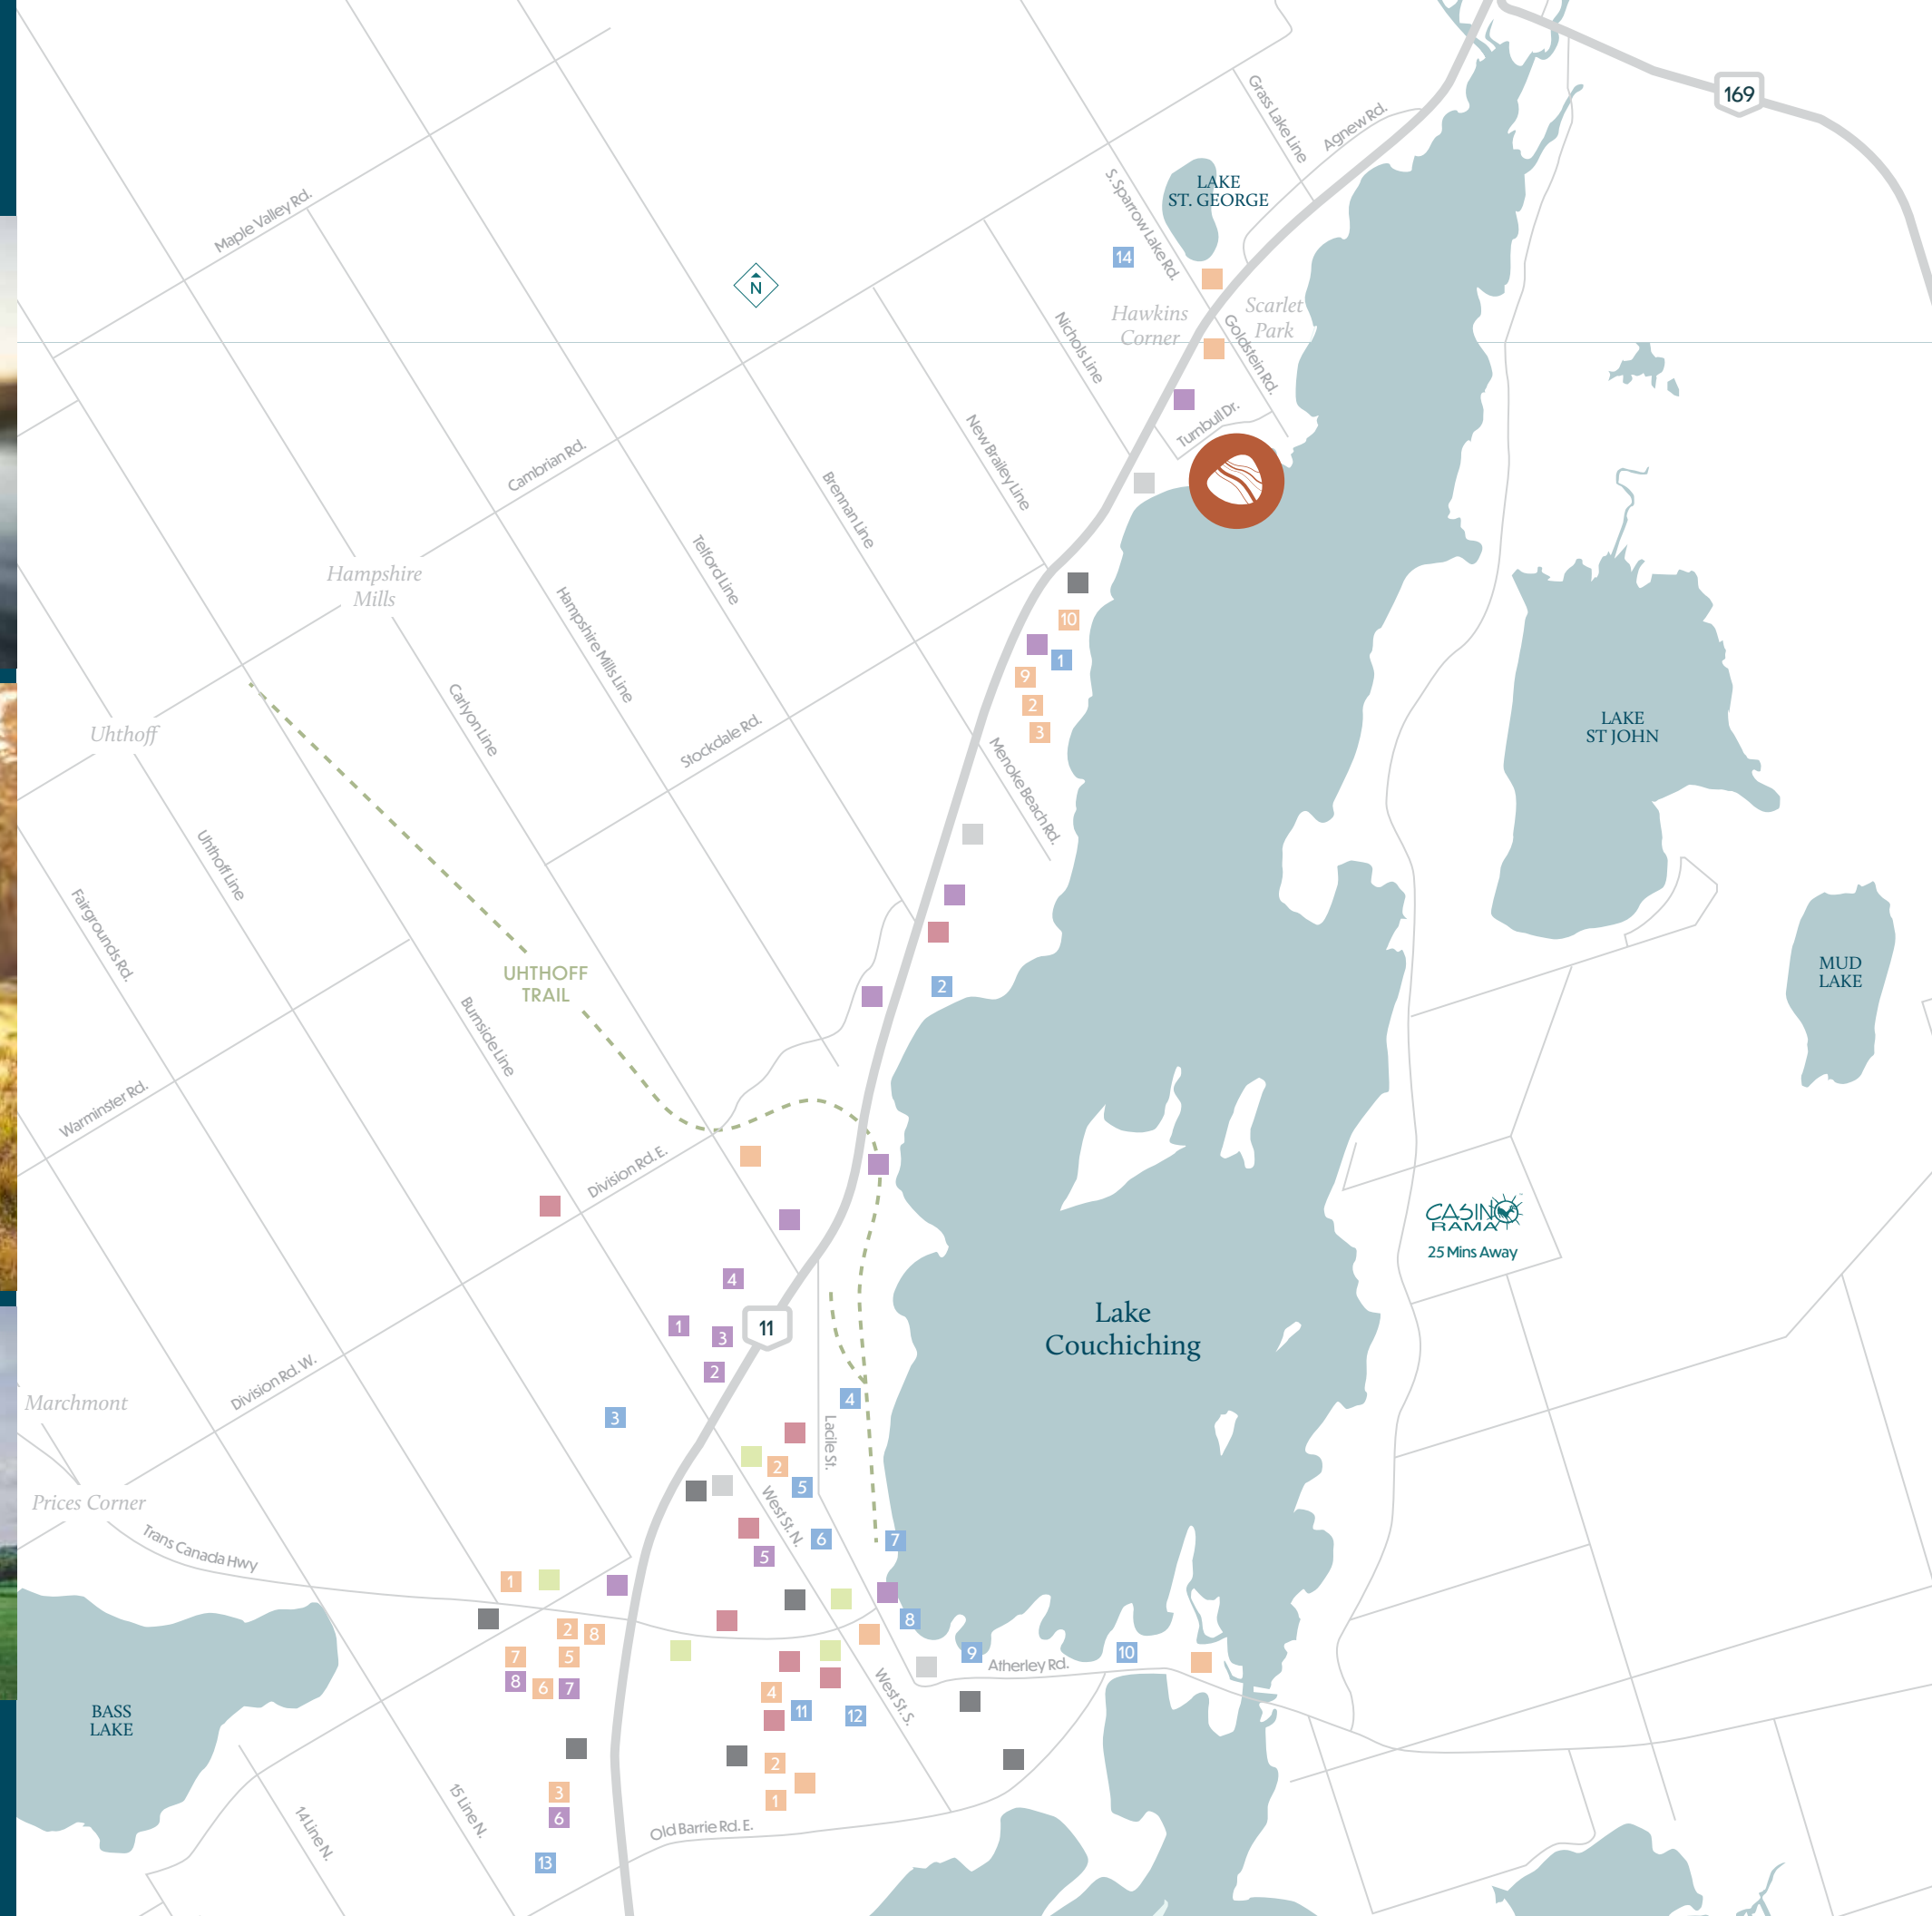 169
Grass Lake Line
Agnew Rd.
LAKE
ST. GEORGE
S. Sparrow Lake Rd.
Maple Valley Rd.
14
N
Hawkins
Corner
Scarlet
Park
Goldstein Rd.
Nichols Line
Turnbull Dr.
New Brailey Line
Cambrian Rd.
Brennan Line
Telford Line
Hampshire
Mills
Hampshire Mills Line
10
1
9
2
3
Carlyon Line
Uhthoff
Stockdale Rd.
Menoke Beach Rd.
LAKE
ST JOHN
Uhthoff Line
Fairgrounds Rd.
UHTHOFF
TRAIL
MUD
LAKE
2
Burnside Line
Warminster Rd.
Division Rd. E.
CASINO
RAMA
25 Mins Away
4
1
3
11
2
Lake
Couchiching
Division Rd. W.
Marchmont
3
4
Lacile St.
2
5
Prices Corner
West St. N.
Trans Canada Hwy
6
7
5
1
8
2
8
7
5
9
10
Atherley Rd.
8
6
7
West St. S.
4
11
12
BASS
LAKE
2
3
1
6
15 Line N.
14 Line N.
Old Barrie Rd. E.
13